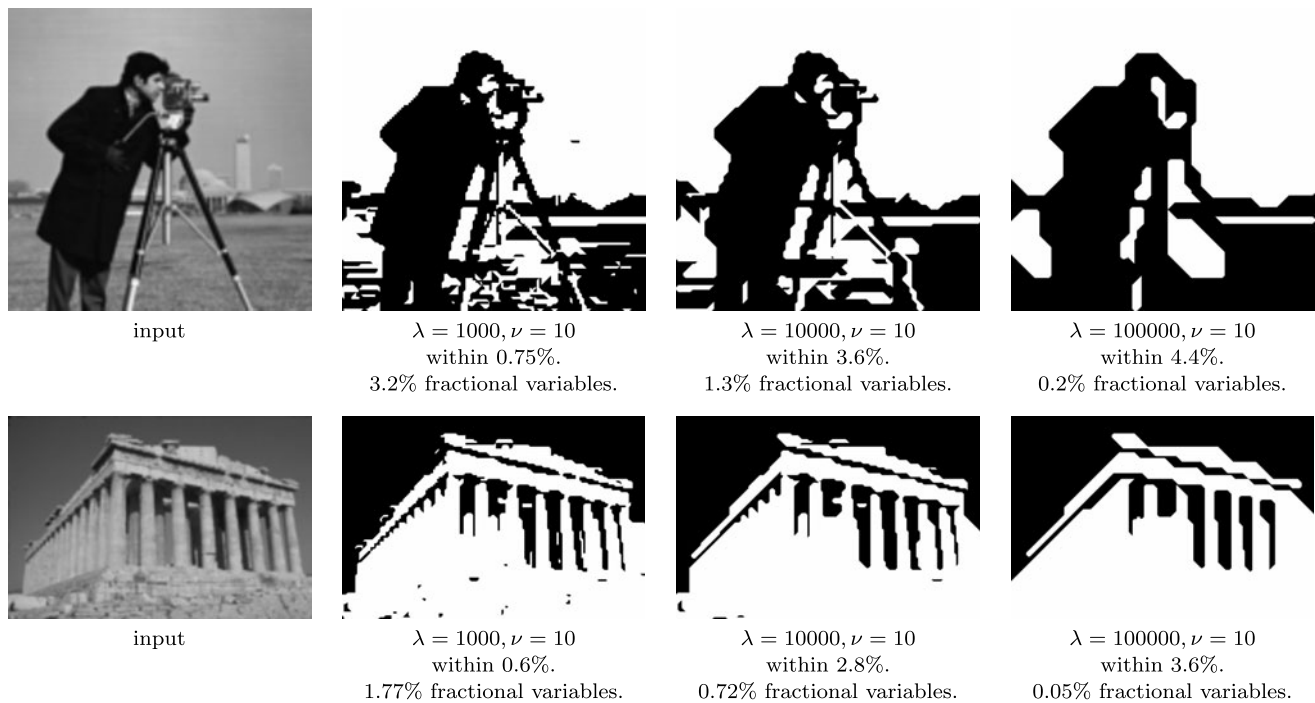 input
λ = 1000, ν = 10
within 0.75%.
3.2% fractional variables.
λ = 10000, ν = 10
within 3.6%.
1.3% fractional variables.
λ = 100000, ν = 10
within 4.4%.
0.2% fractional variables.
input
λ = 1000, ν = 10
within 0.6%.
1.77% fractional variables.
λ = 10000, ν = 10
within 2.8%.
0.72% fractional variables.
λ = 100000, ν = 10
within 3.6%.
0.05% fractional variables.